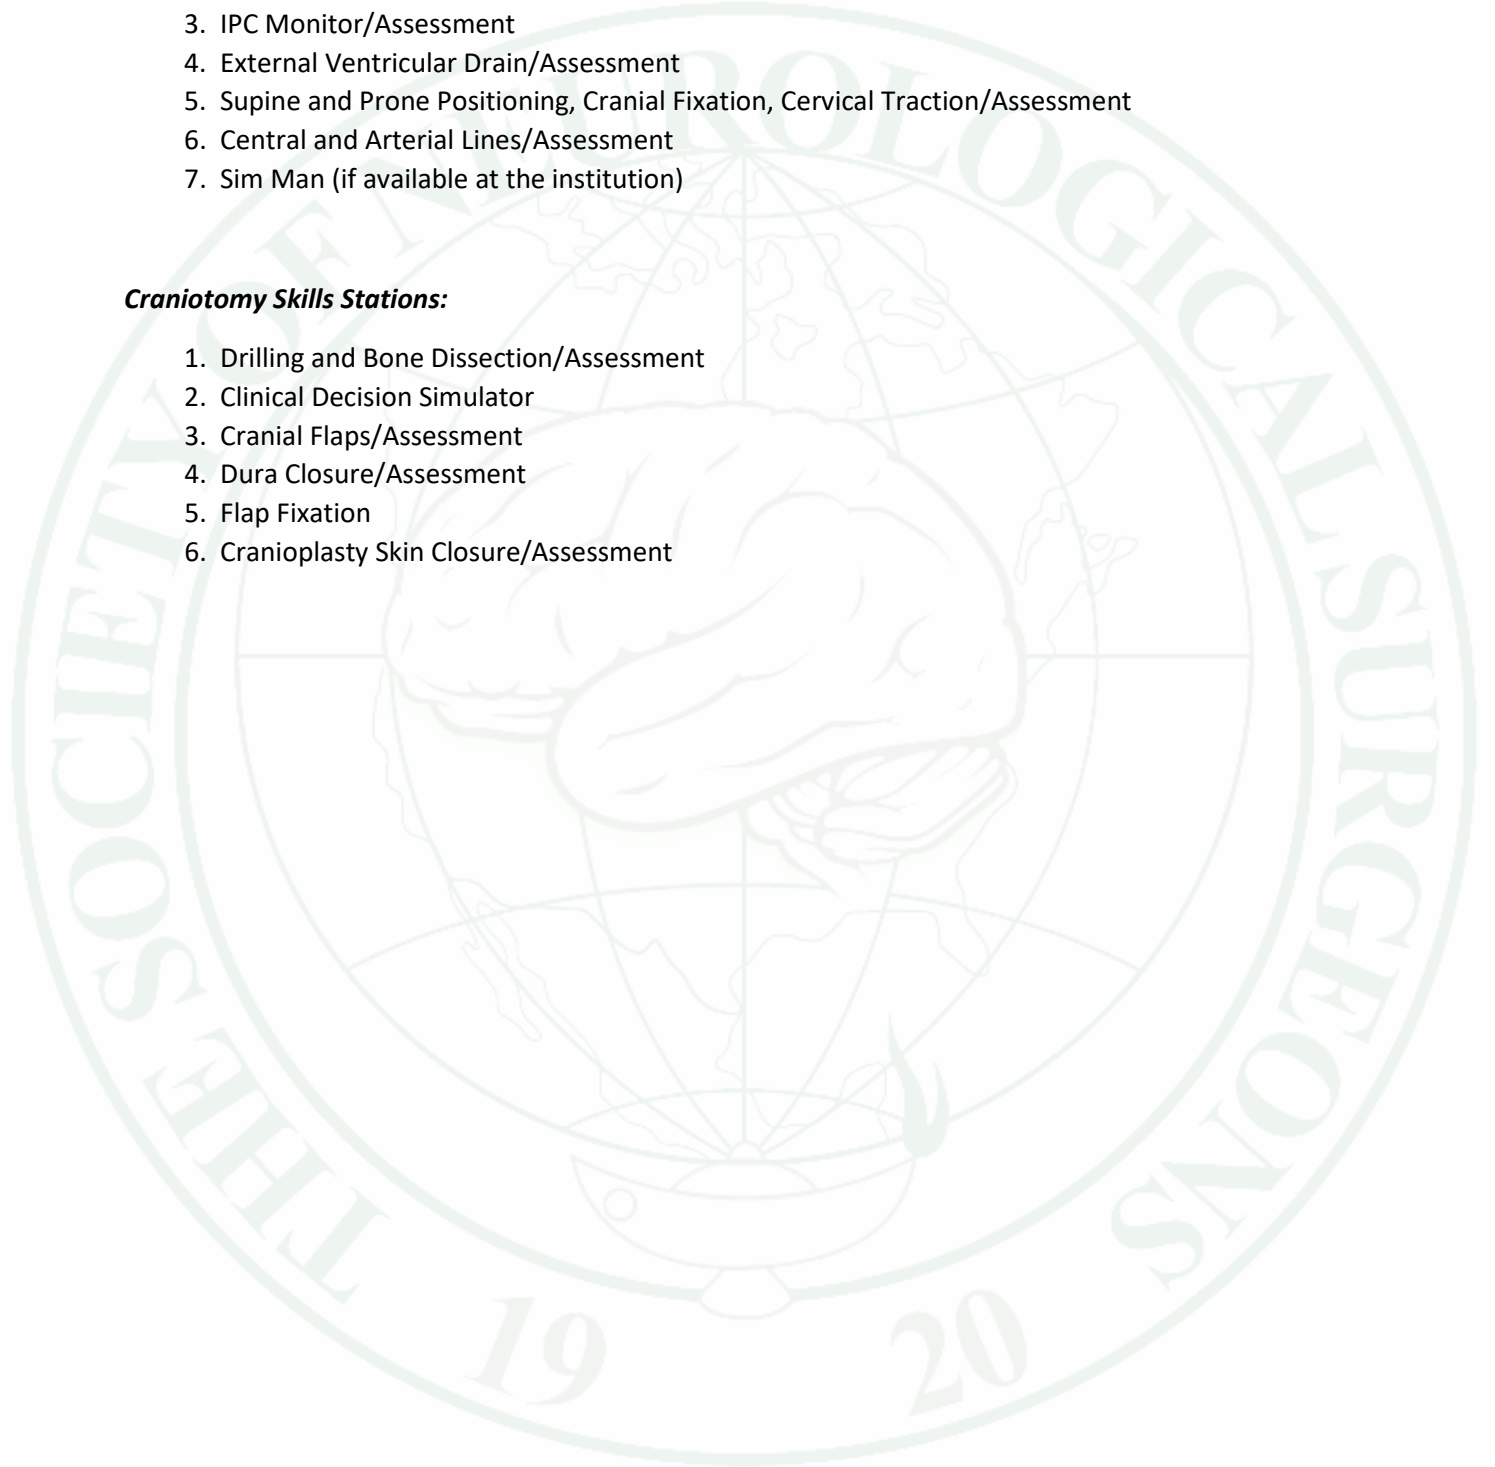 3. IPC Monitor/Assessment
4. External Ventricular Drain/Assessment
5. Supine and Prone Positioning, Cranial Fixation, Cervical Traction/Assessment
6. Central and Arterial Lines/Assessment
7. Sim Man (if available at the institution)
Craniotomy Skills Stations:
1. Drilling and Bone Dissection/Assessment
2. Clinical Decision Simulator
3. Cranial Flaps/Assessment
4. Dura Closure/Assessment
5. Flap Fixation
6. Cranioplasty Skin Closure/Assessment
THE SOCIETY OF NEUROLOGICAL SURGEONS
19 20